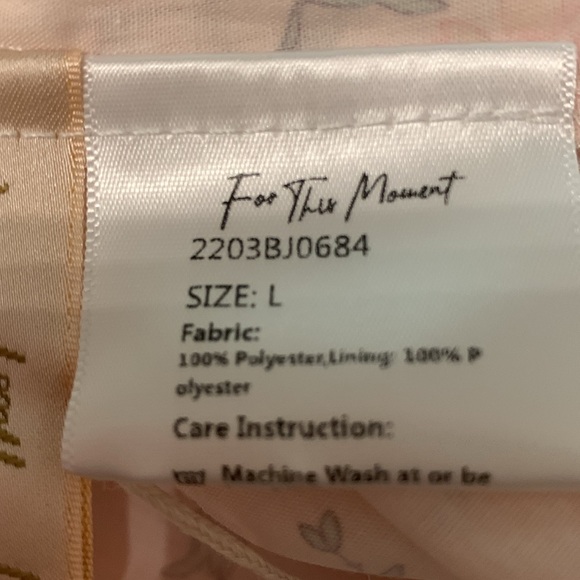 For This Moment
2203BJ0684
SIZE: L
Fabric:
100% Polyester,Lining: 100% P
olyester
Care Instruction:
Machine Wash at or be